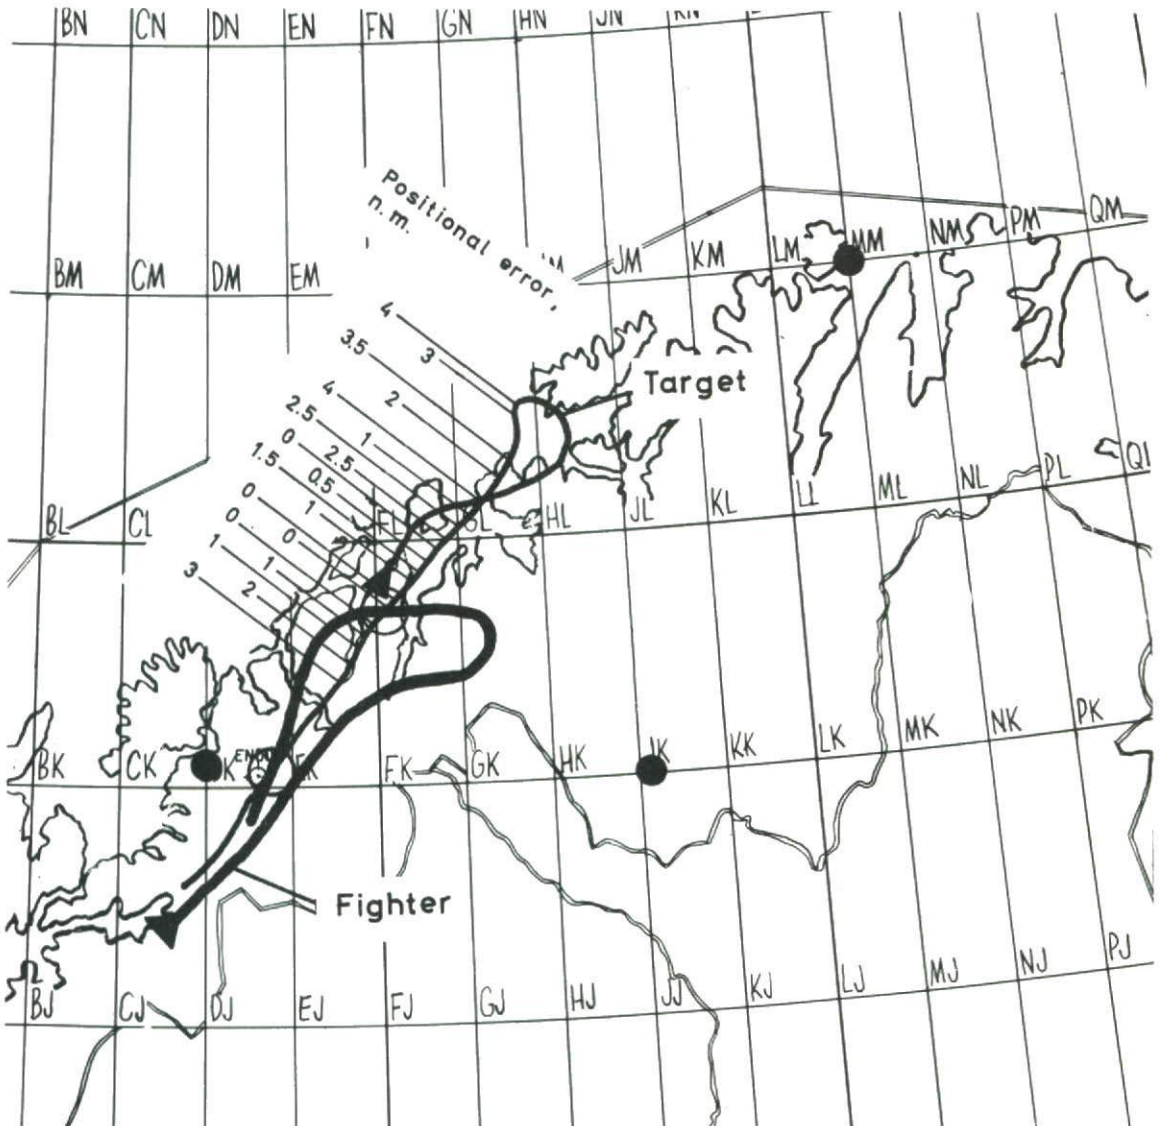 BN CN DN EN FN GN HN JN KN
Positional error,
n.m.
BM CM DM EM JM KM LM MM NM PM QM
4
3
3.5
2
4
1
2.5
2.5
0
0.5
1.5
1
0
0
0
1
1
2
3
Target
BL CL FL GL HL JL KL LL ML NL PL
BK CK EK FK GK HK JK KK LK MK NK PK
Fighter
BJ CJ DJ EJ FJ GJ HJ JJ KJ LJ MJ NJ PJ